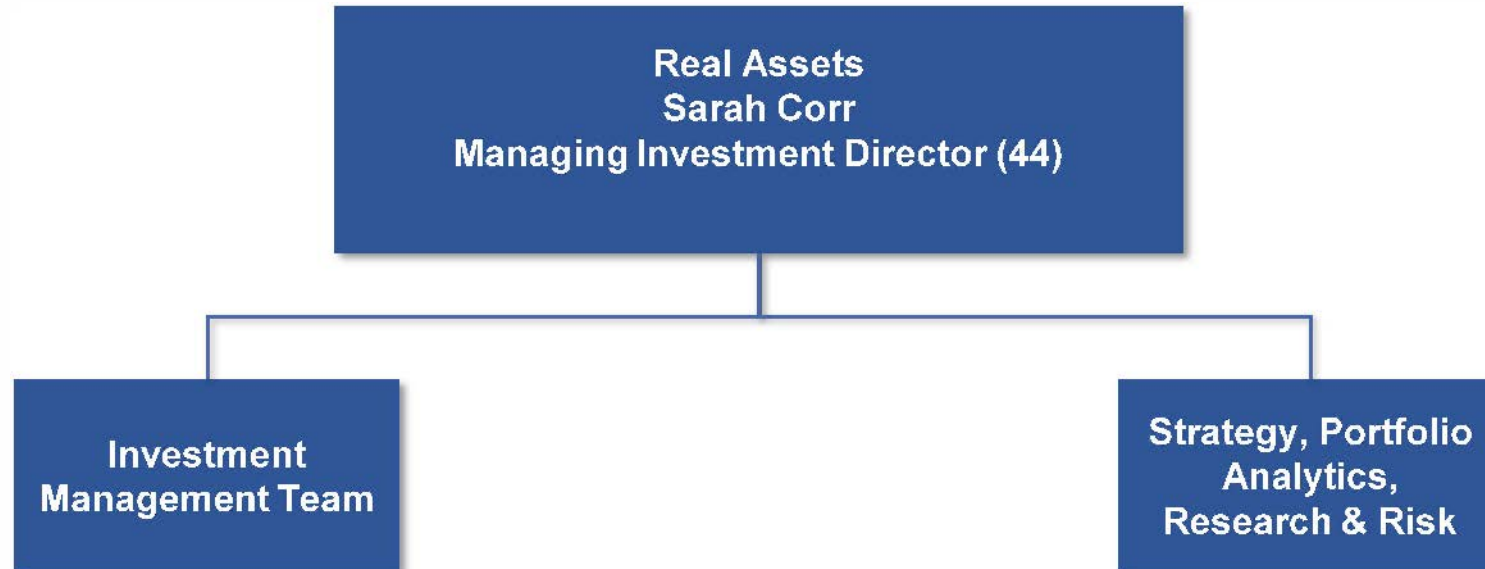 Real Assets
Sarah Corr
Managing Investment Director (44)
Investment
Management Team
Strategy, Portfolio
Analytics,
Research & Risk